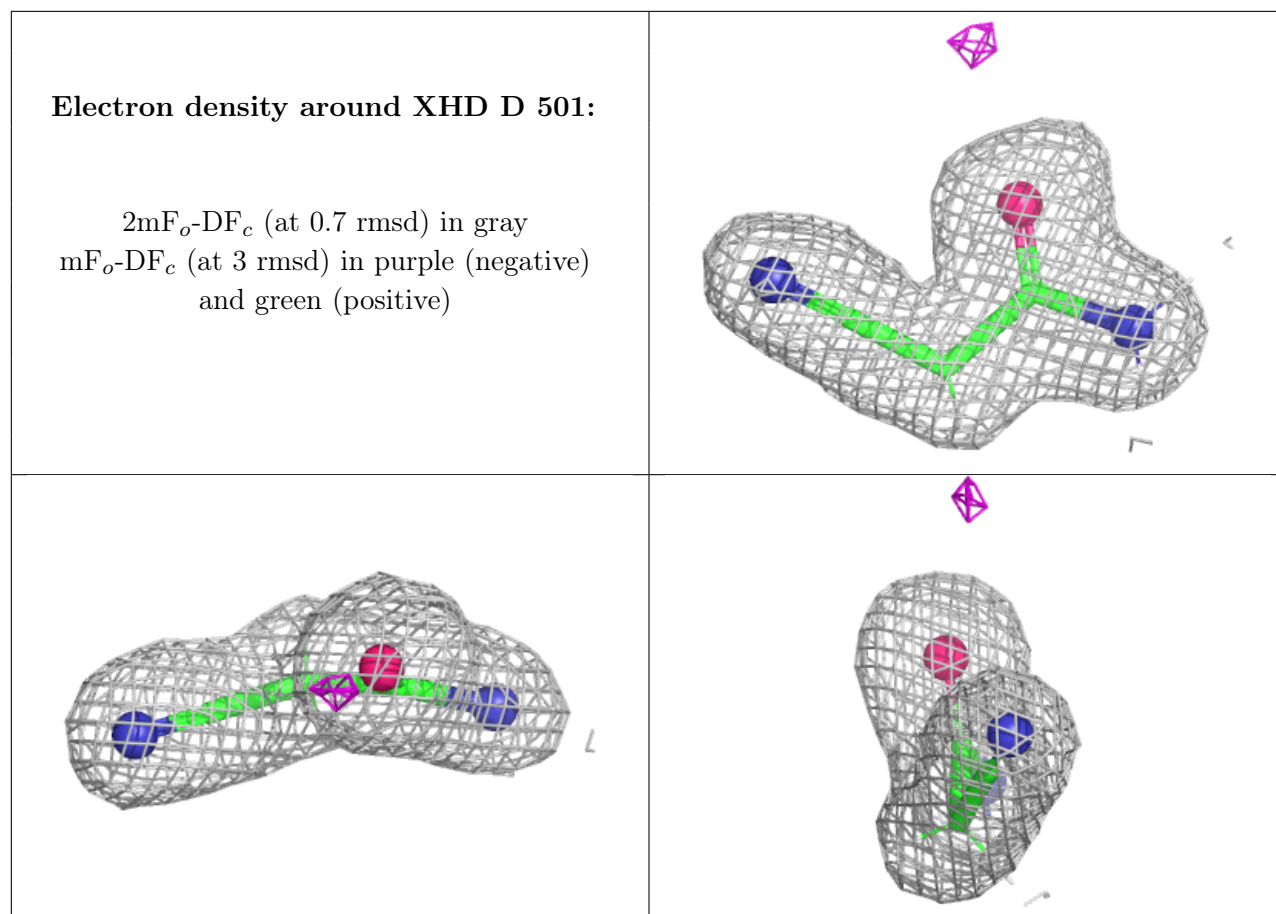 Electron density around XHD D 501:
2mFo-DFc (at 0.7 rmsd) in gray
mFo-DFc (at 3 rmsd) in purple (negative)
and green (positive)